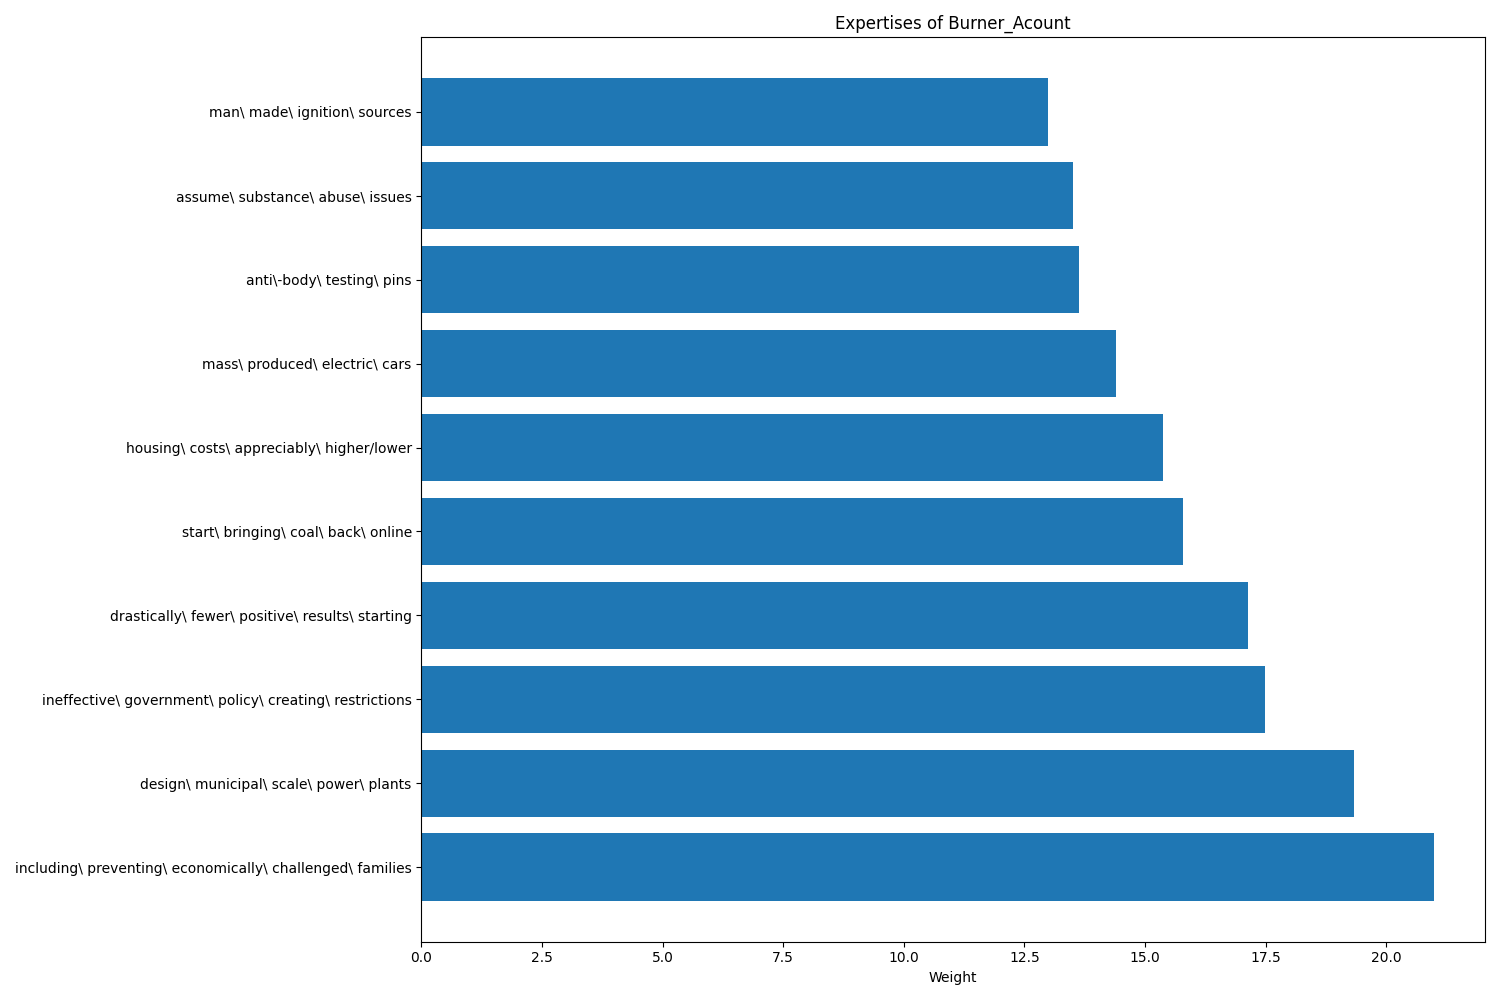 Expertises of Burner_Acount
man\ made\ ignition\ sources
assume\ substance\ abuse\ issues
anti\-body\ testing\ pins
mass\ produced\ electric\ cars
housing\ costs\ appreciably\ higher/lower
start\ bringing\ coal\ back\ online
drastically\ fewer\ positive\ results\ starting
ineffective\ government\ policy\ creating\ restrictions
design\ municipal\ scale\ power\ plants
including\ preventing\ economically\ challenged\ families
0.0 2.5 5.0 7.5 10.0 12.5 15.0 17.5 20.0
Weight